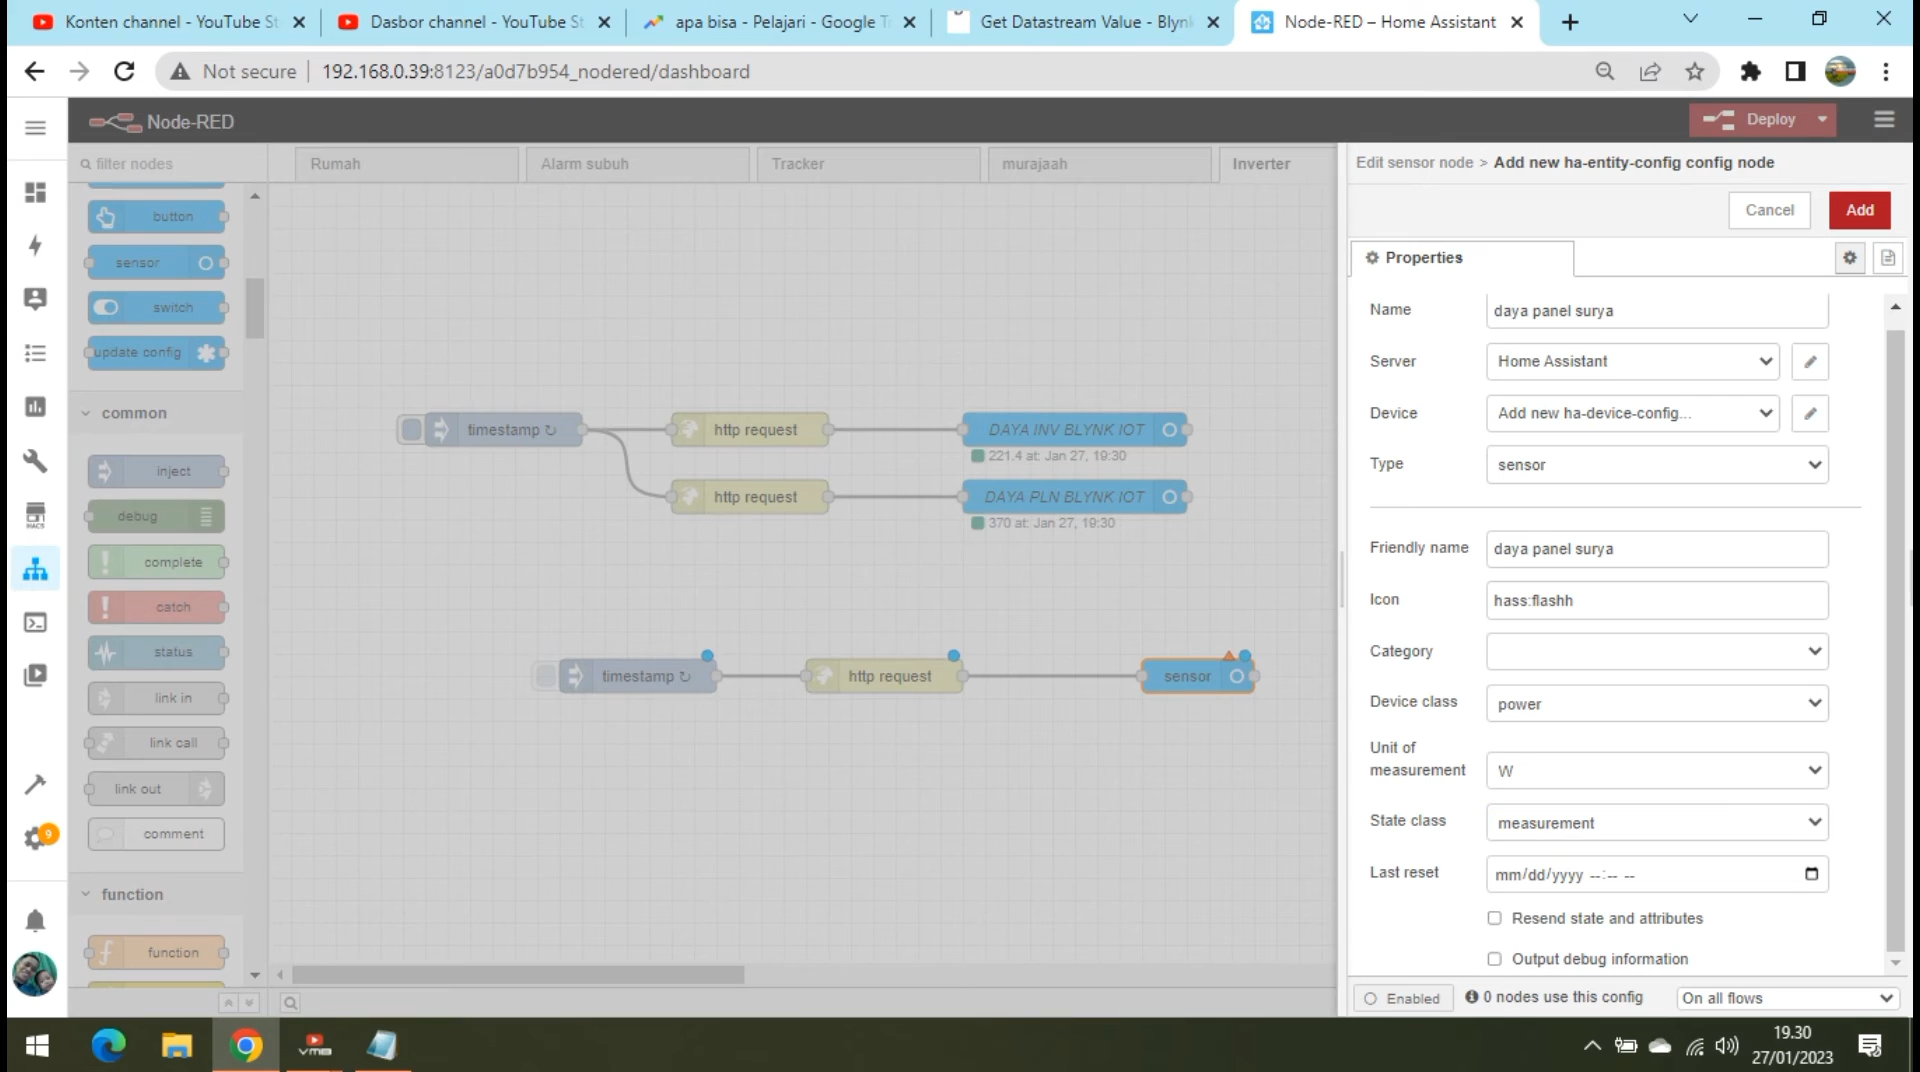 Konten channel - YouTube St
Dasbor channel - YouTube St
apa bisa - Pelajari - Google T
Get Datastream Value - Blynk
Node-RED – Home Assistant
Not secure
192.168.0.39:8123/a0d7b954_nodered/dashboard
Node-RED
Deploy
filter nodes
Rumah
Alarm subuh
Tracker
murajaah
Inverter
Edit sensor node > Add new ha-entity-config config node
Cancel
Add
Properties
button
sensor
switch
update config
common
inject
debug
complete
catch
status
link in
link call
link out
comment
function
function
HACS
9
timestamp ↻
http request
DAYA INV BLYNK IOT
221.4 at: Jan 27, 19:30
http request
DAYA PLN BLYNK IOT
370 at: Jan 27, 19:30
timestamp ↻
http request
sensor
Name
daya panel surya
Server
Home Assistant
Device
Add new ha-device-config...
Type
sensor
Friendly name
daya panel surya
Icon
hass:flashh
Category
Device class
power
Unit of
measurement
W
State class
measurement
Last reset
mm/dd/yyyy --:-- --
Resend state and attributes
Output debug information
Enabled
0 nodes use this config
On all flows
19.30
27/01/2023